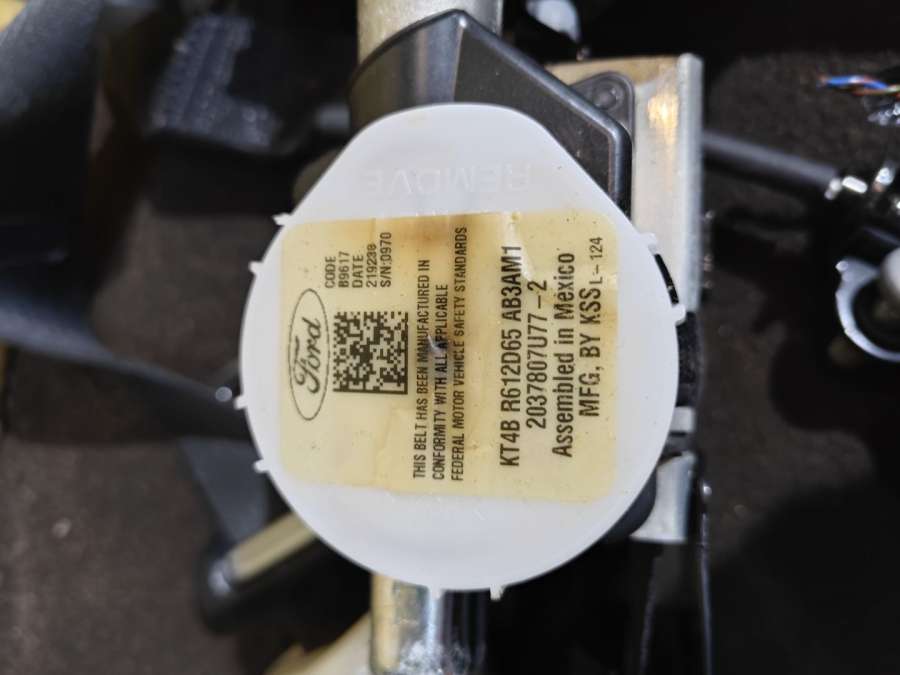 REMOVE
Ford
CODE
B9617
DATE
219238
S/N:0970
THIS BELT HAS BEEN MANUFACTURED IN
CONFORMITY WITH ALL APPLICABLE
FEDERAL MOTOR VEHICLE SAFETY STANDARDS
KT4B R612D65 AB3AM1
2037807U77-2
Assembled in México
MFG, BY KSS L-124